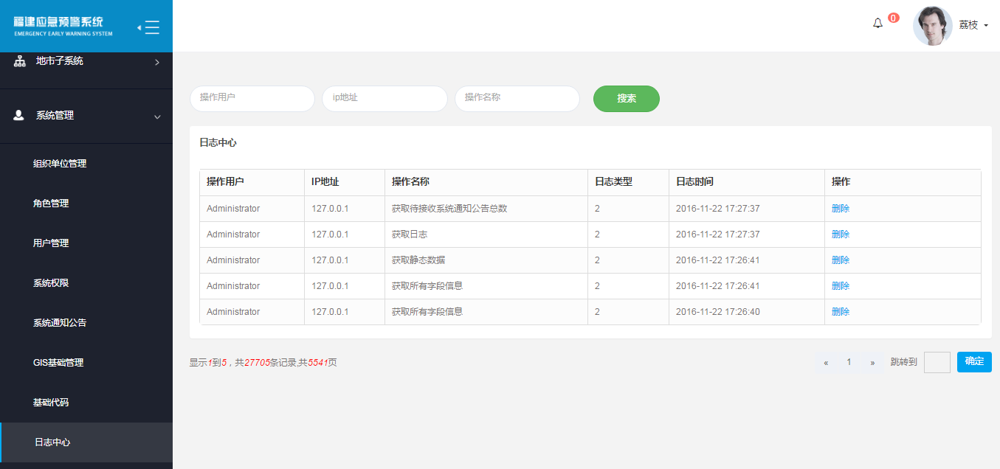 福建应急预警系统
EMERGENCY EARLY WARNING SYSTEM
0
荔枝
地市子系统
系统管理
组织单位管理
角色管理
用户管理
系统权限
系统通知公告
GIS基础管理
基础代码
日志中心
操作用户 ip地址 操作名称 搜索
日志中心
操作用户 IP地址 操作名称 日志类型 日志时间 操作
Administrator 127.0.0.1 获取待接收系统通知公告总数 2 2016-11-22 17:27:37 删除
Administrator 127.0.0.1 获取日志 2 2016-11-22 17:27:37 删除
Administrator 127.0.0.1 获取静态数据 2 2016-11-22 17:26:41 删除
Administrator 127.0.0.1 获取所有字段信息 2 2016-11-22 17:26:41 删除
Administrator 127.0.0.1 获取所有字段信息 2 2016-11-22 17:26:40 删除
显示1到5，共27705条记录,共5541页
« 1 » 跳转到 确定